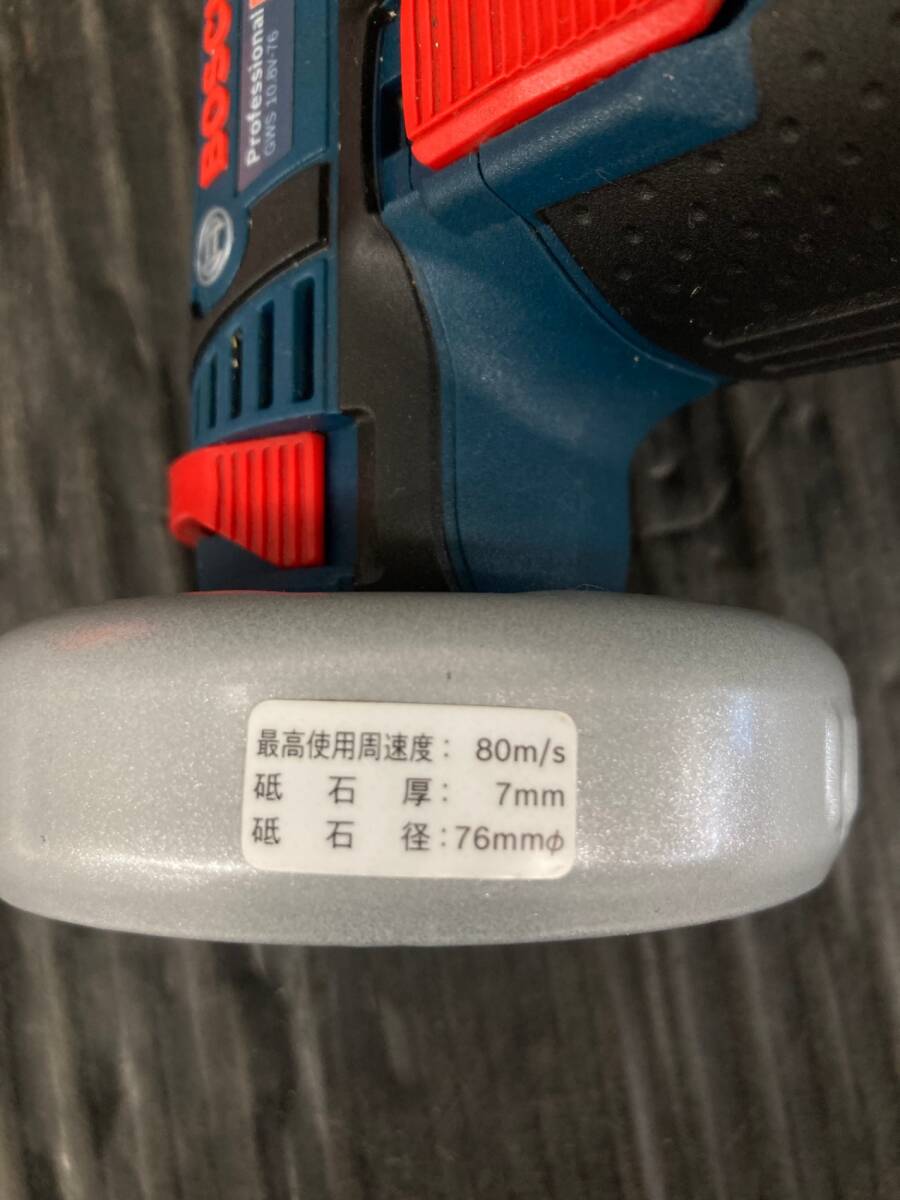 BOSCH
Professional
GWS 10.8V-76
最高使用周速度： 80m/s
砥 石 厚： 7mm
砥 石 径：76mmφ